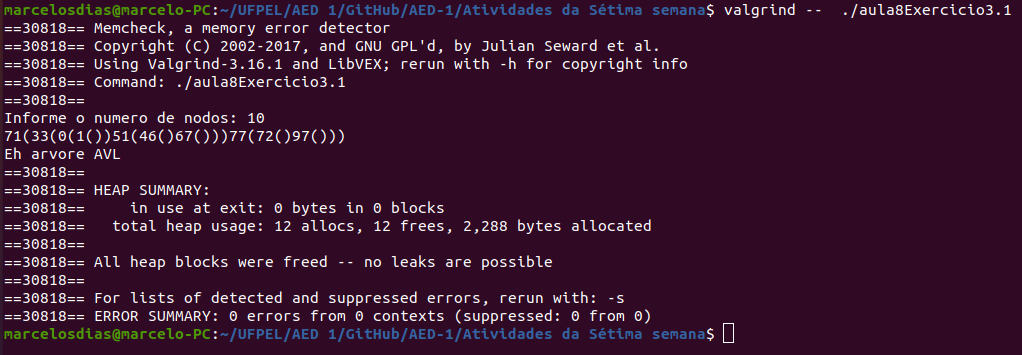 marcelosdias@marcelo-PC:~/UFPEL/AED 1/GitHub/AED-1/Atividades da Sétima semana$ valgrind --  ./aula8Exercicio3.1
==30818== Memcheck, a memory error detector
==30818== Copyright (C) 2002-2017, and GNU GPL'd, by Julian Seward et al.
==30818== Using Valgrind-3.16.1 and LibVEX; rerun with -h for copyright info
==30818== Command: ./aula8Exercicio3.1
==30818==
Informe o numero de nodos: 10
71(33(0(1())51(46()67()))77(72()97()))
Eh arvore AVL
==30818==
==30818== HEAP SUMMARY:
==30818==     in use at exit: 0 bytes in 0 blocks
==30818==   total heap usage: 12 allocs, 12 frees, 2,288 bytes allocated
==30818==
==30818== All heap blocks were freed -- no leaks are possible
==30818==
==30818== For lists of detected and suppressed errors, rerun with: -s
==30818== ERROR SUMMARY: 0 errors from 0 contexts (suppressed: 0 from 0)
marcelosdias@marcelo-PC:~/UFPEL/AED 1/GitHub/AED-1/Atividades da Sétima semana$